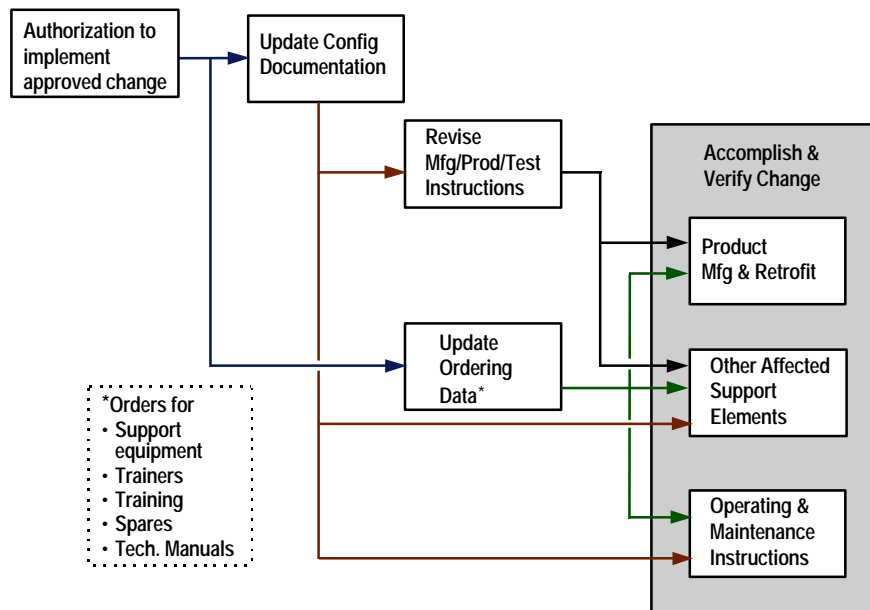 Authorization to
implement
approved change
Update Config
Documentation
Revise
Mfg/Prod/Test
Instructions
Accomplish &
Verify Change
Product
Mfg & Retrofit
Update
Ordering
Data*
Other Affected
Support
Elements
*Orders for
· Support
equipment
· Trainers
· Training
· Spares
· Tech. Manuals
Operating &
Maintenance
Instructions